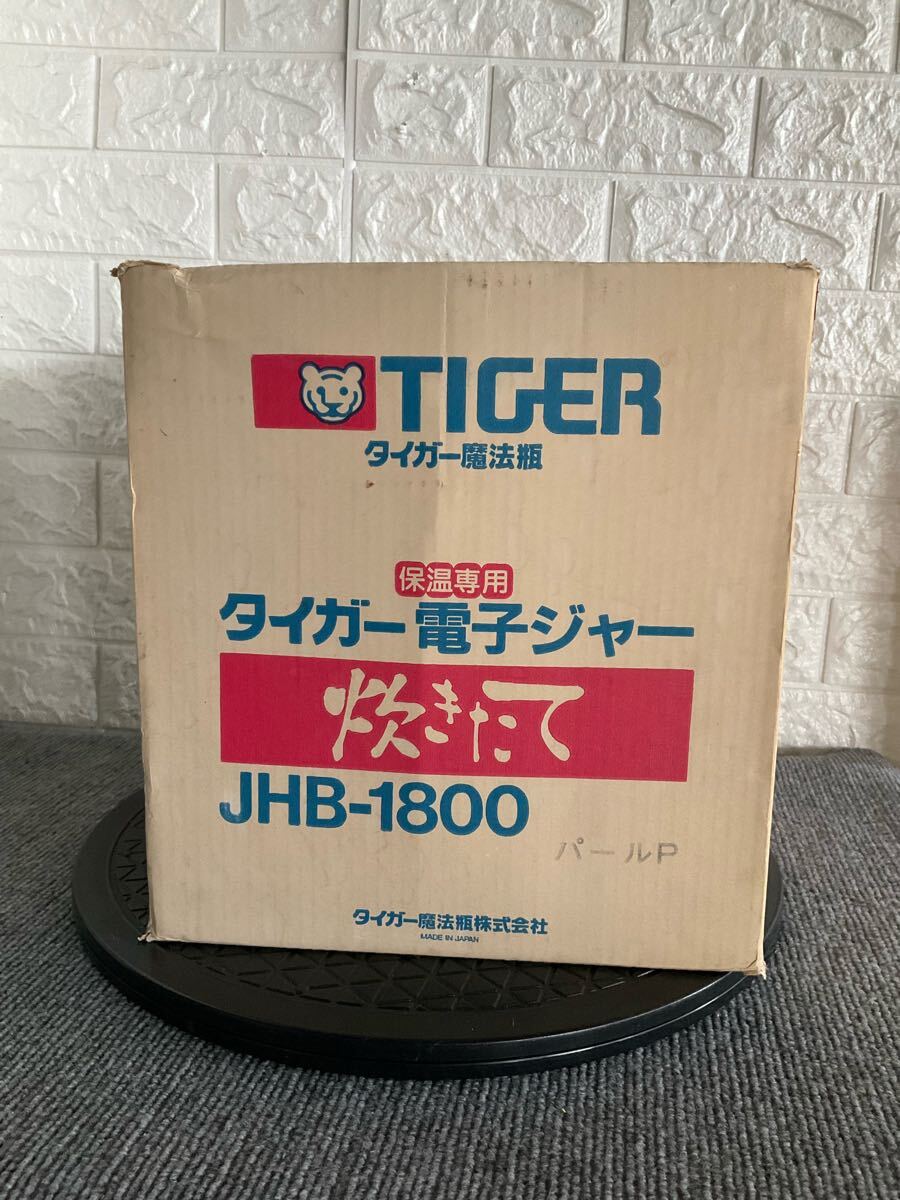 TIGER
タイガー魔法瓶
保温専用
タイガー電子ジャー
炊きたて
JHB-1800
パールP
タイガー魔法瓶株式会社
MADE IN JAPAN